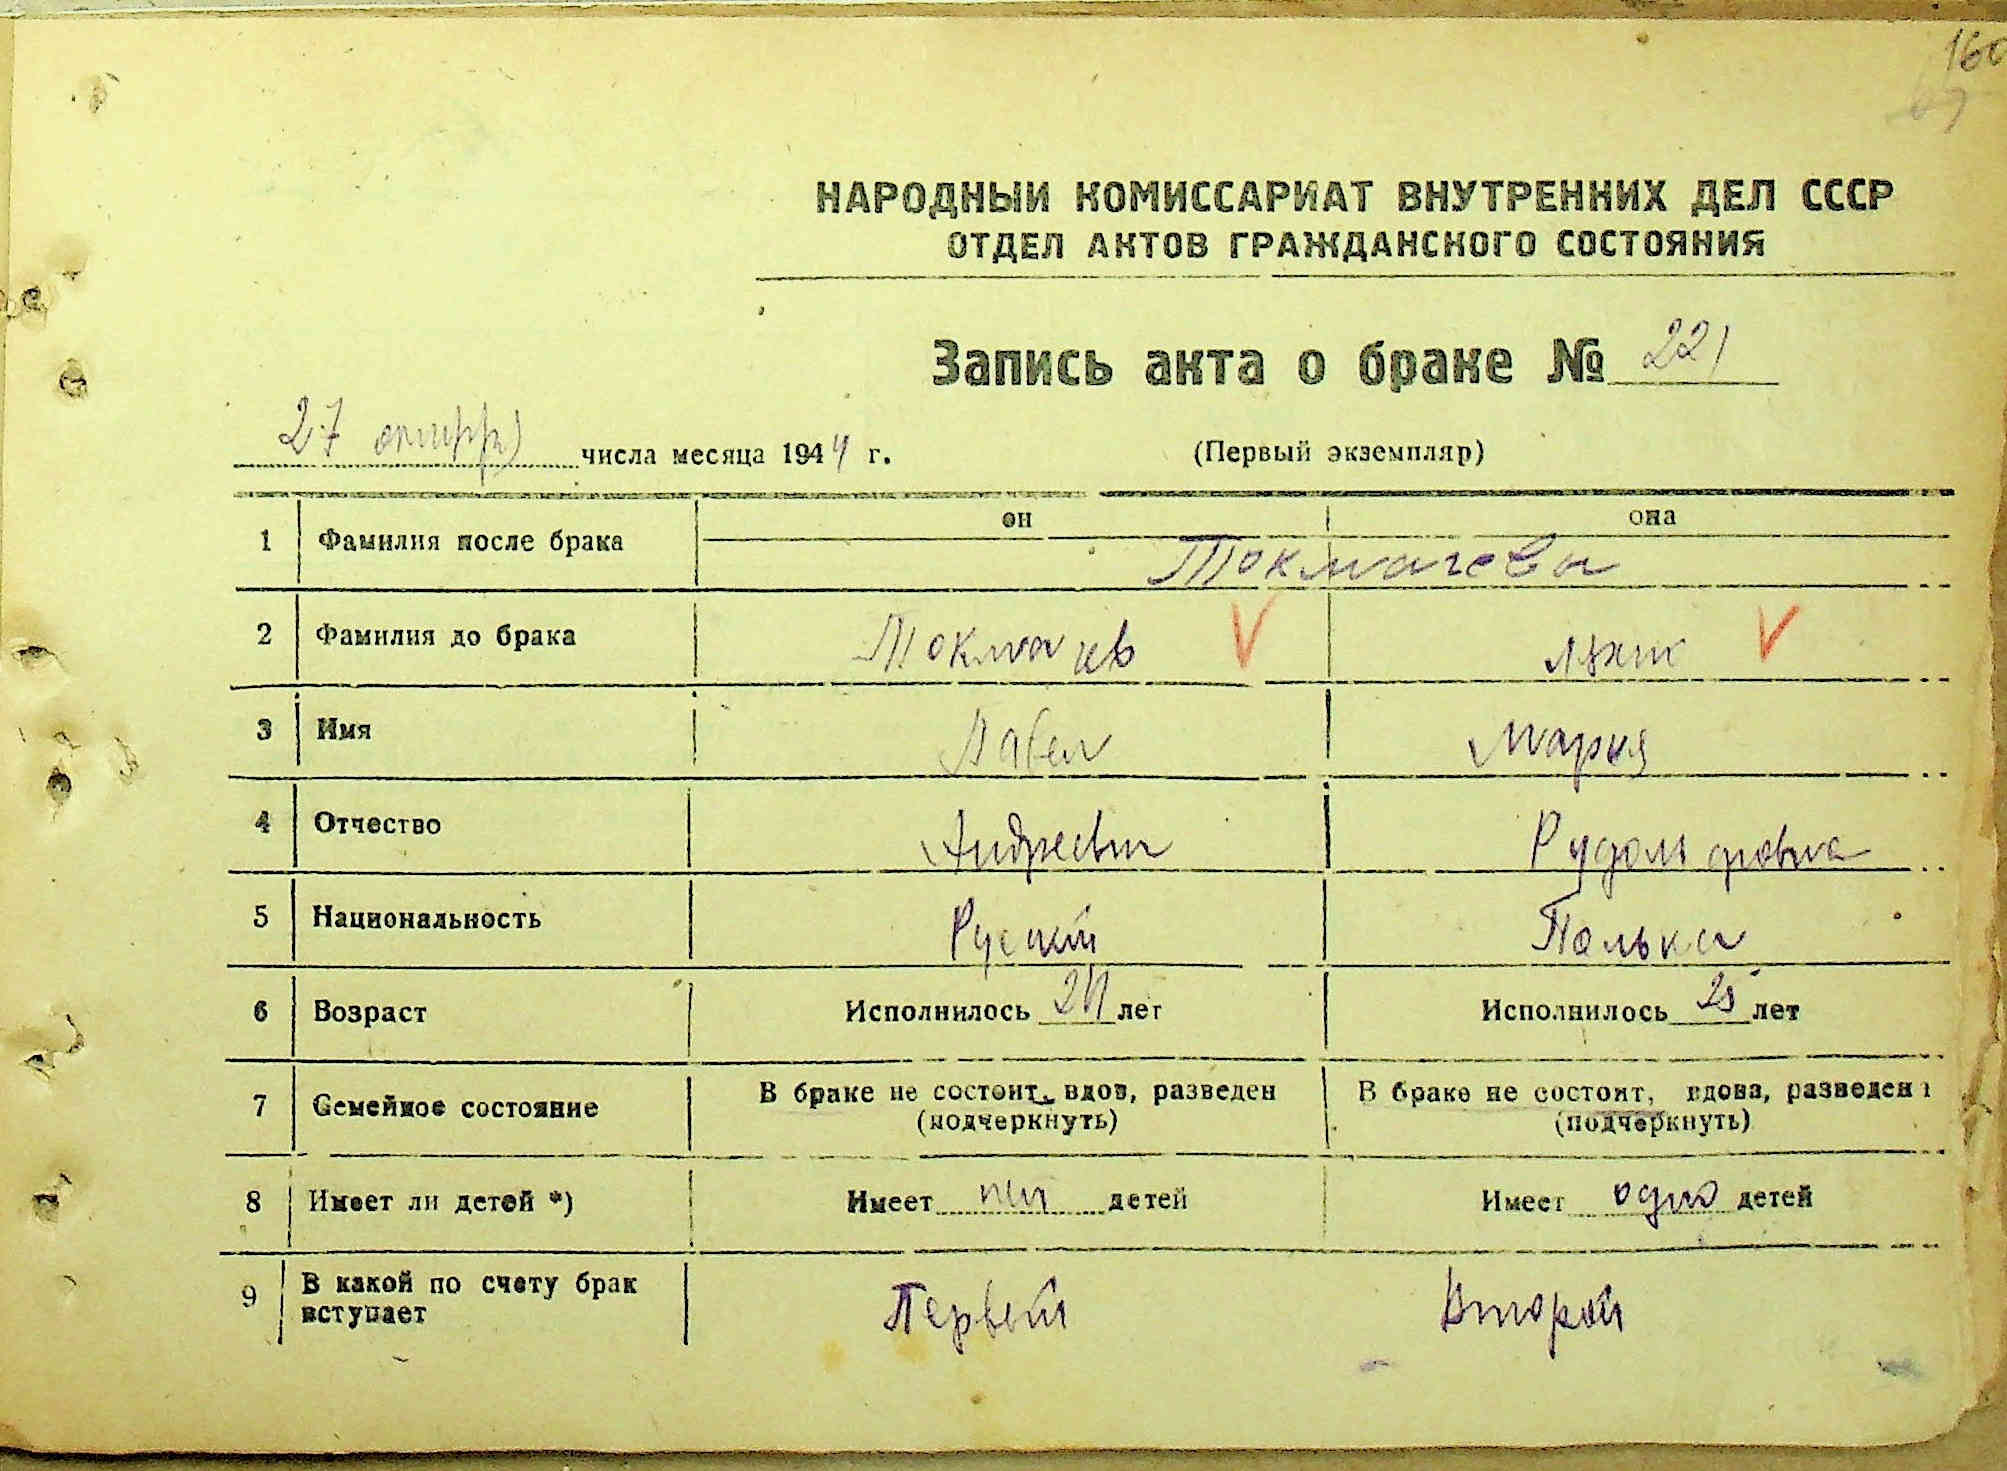 160
НАРОДНЫЙ КОМИССАРИАТ ВНУТРЕННИХ ДЕЛ СССР
ОТДЕЛ АКТОВ ГРАЖДАНСКОГО СОСТОЯНИЯ
Запись акта о браке № 221
27 октября числа месяца 1944 г. (Первый экземпляр)
он она
1 Фамилия после брака Токмачевы
2 Фамилия до брака Токмачев
3 Имя Павел Мария
4 Отчество Андреевич Рудольфовна
5 Национальность Русский Полька
6 Возраст Исполнилось лет Исполнилось 25 лет
7 Семейное состояние В браке не состоит, вдов, разведен В браке не состоит, вдова, разведена
(подчеркнуть) (подчеркнуть)
8 Имеет ли детей *) Имеет нет детей Имеет одно детей
9 В какой по счету брак
вступает Первый Второй